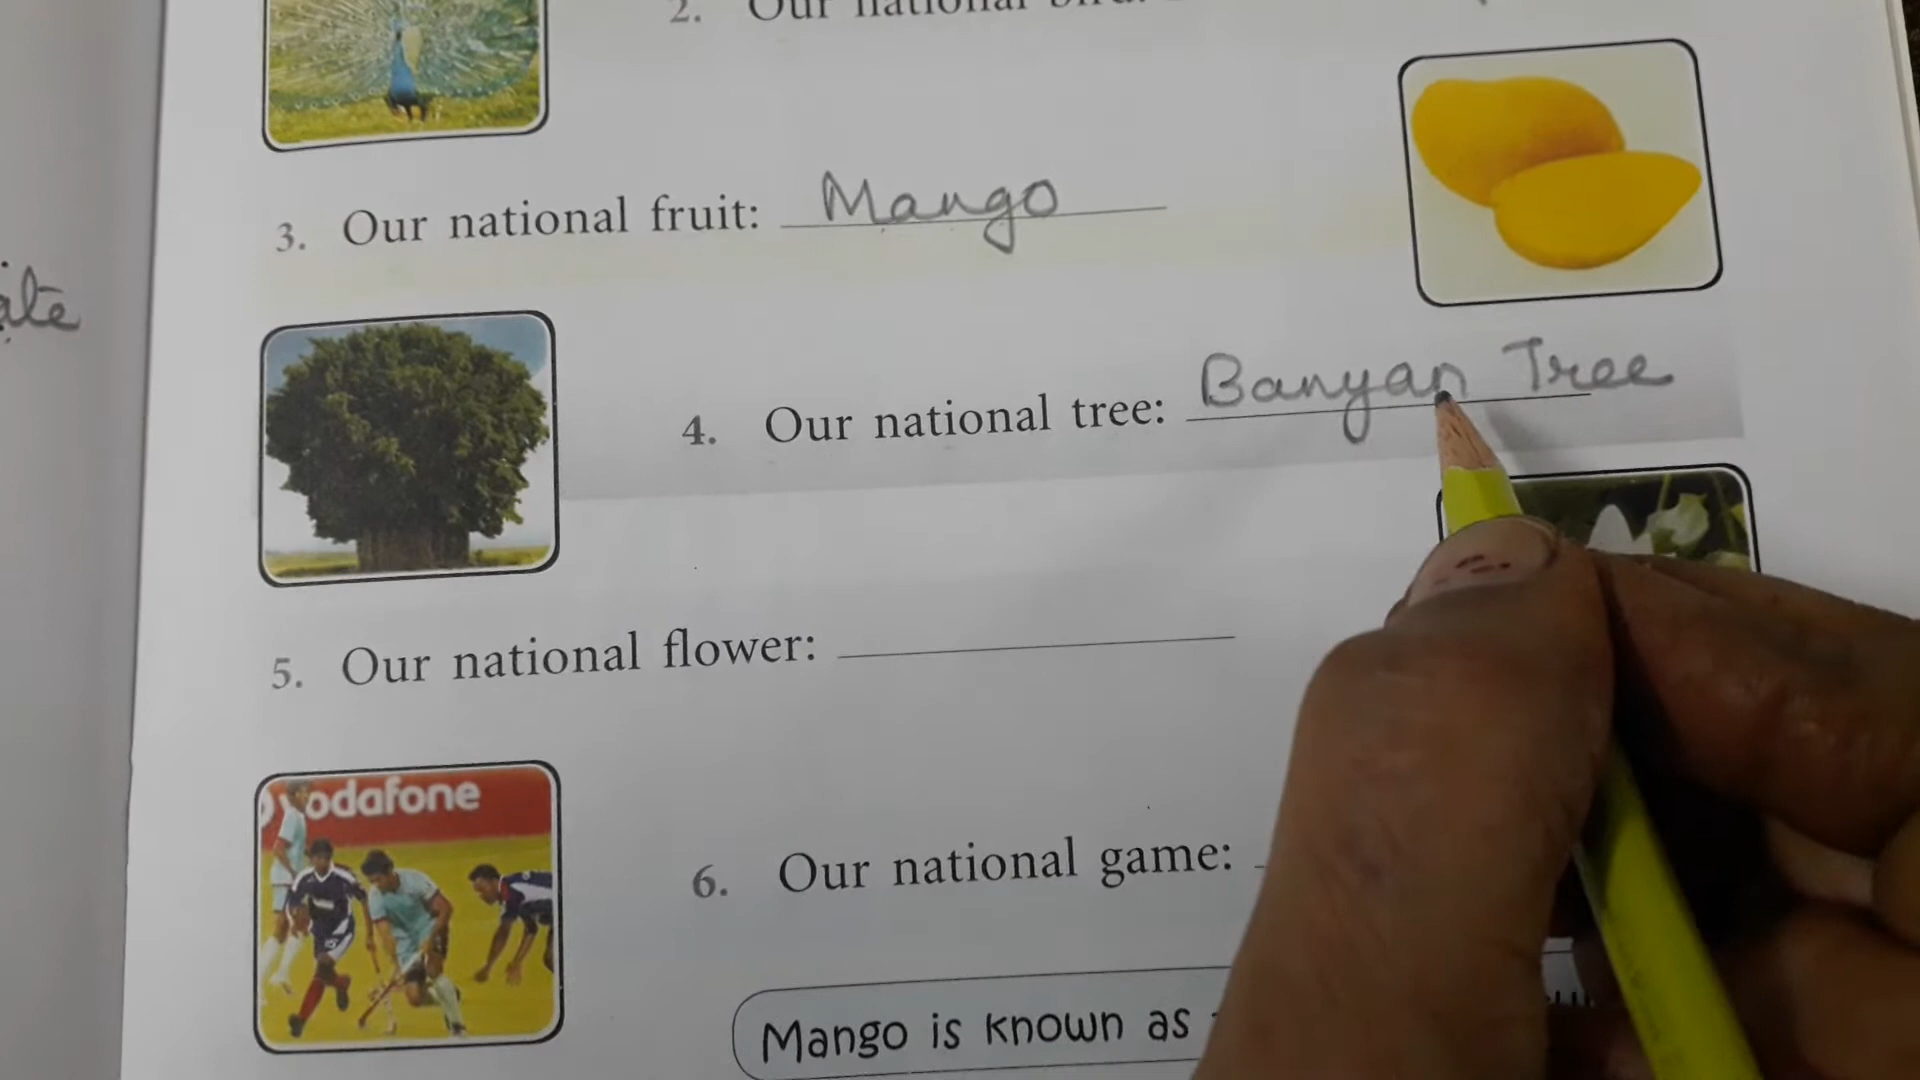 2. Our national bird:
3. Our national fruit: Mango
ate
4. Our national tree: Banyan Tree
5. Our national flower:
vodafone
6. Our national game:
Mango is known as